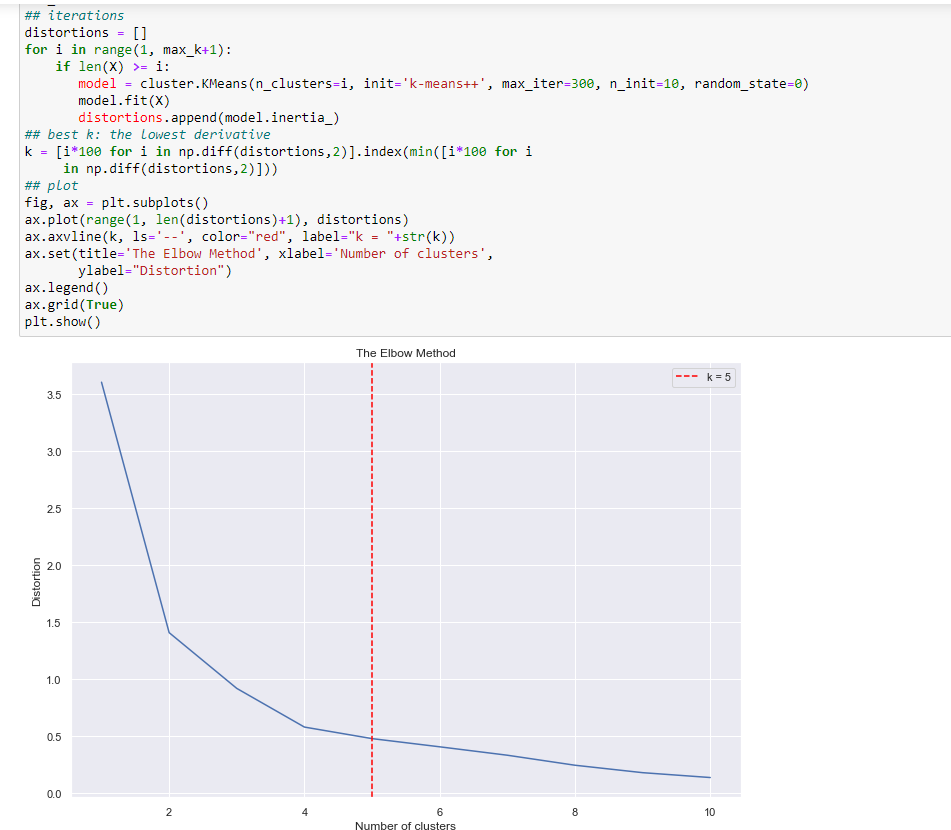 ## iterations
distortions = []
for i in range(1, max_k+1):
    if len(X) >= i:
       model = cluster.KMeans(n_clusters=i, init='k-means++', max_iter=300, n_init=10, random_state=0)
       model.fit(X)
       distortions.append(model.inertia_)
## best k: the lowest derivative
k = [i*100 for i in np.diff(distortions,2)].index(min([i*100 for i
     in np.diff(distortions,2)]))
## plot
fig, ax = plt.subplots()
ax.plot(range(1, len(distortions)+1), distortions)
ax.axvline(k, ls='--', color="red", label="k = "+str(k))
ax.set(title='The Elbow Method', xlabel='Number of clusters',
       ylabel="Distortion")
ax.legend()
ax.grid(True)
plt.show()
The Elbow Method
k = 5
3.5
3.0
2.5
2.0
1.5
1.0
0.5
0.0
Distortion
2 4 6 8 10
Number of clusters